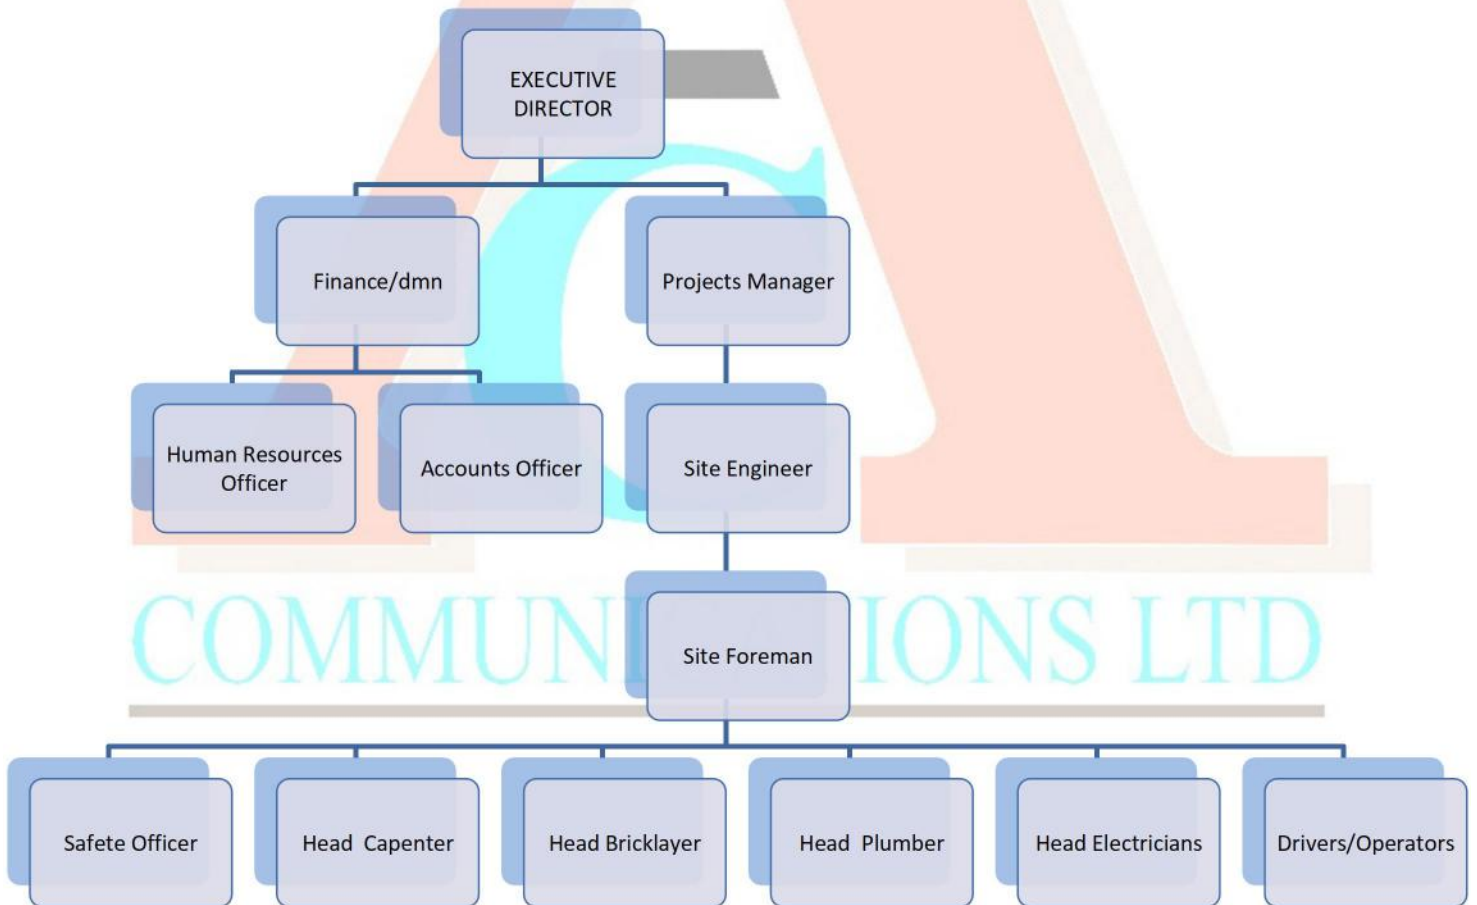 EXECUTIVE
DIRECTOR
Finance/dmn
Projects Manager
Human Resources
Officer
Accounts Officer
Site Engineer
Site Foreman
COMMUNI IONS LTD
Safete Officer
Head Capenter
Head Bricklayer
Head Plumber
Head Electricians
Drivers/Operators